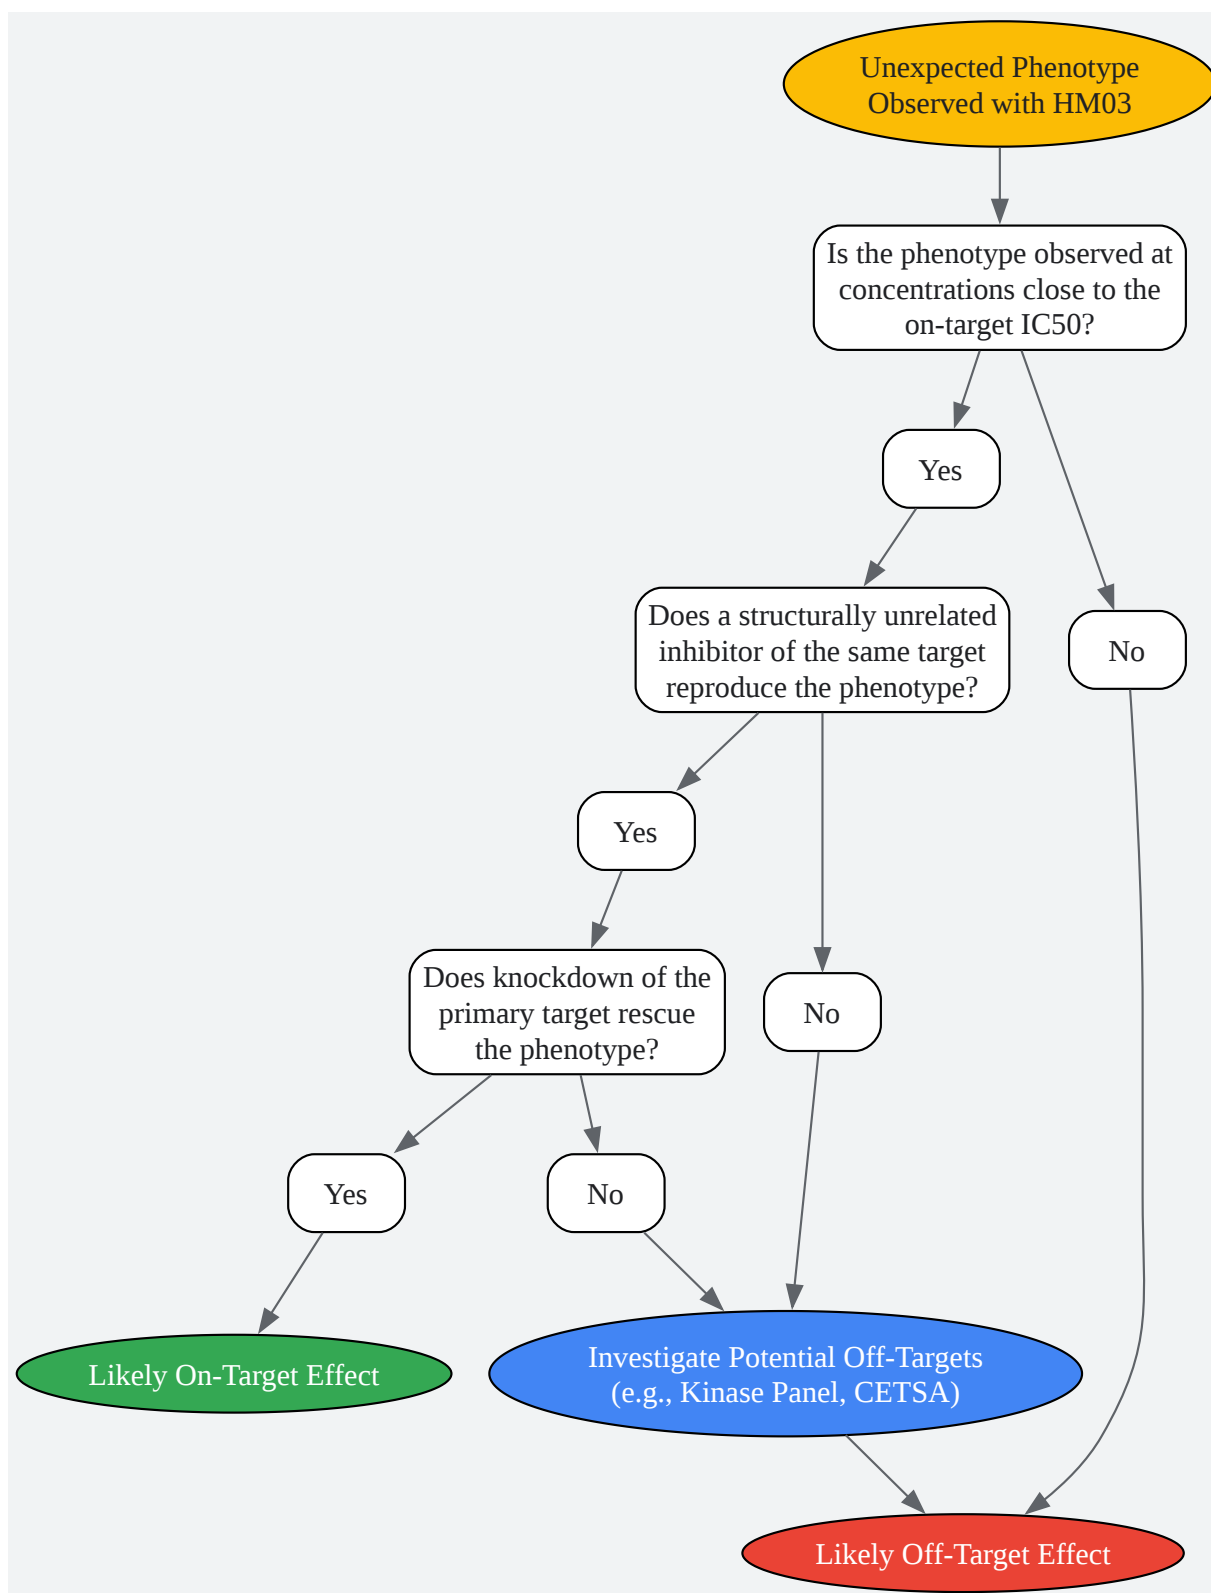 Unexpected Phenotype
Observed with HM03
Is the phenotype observed at
concentrations close to the
on-target IC50?
Yes
Does a structurally unrelated
inhibitor of the same target
reproduce the phenotype?
No
Yes
Does knockdown of the
primary target rescue
the phenotype?
No
Yes
No
Likely On-Target Effect
Investigate Potential Off-Targets
(e.g., Kinase Panel, CETSA)
Likely Off-Target Effect